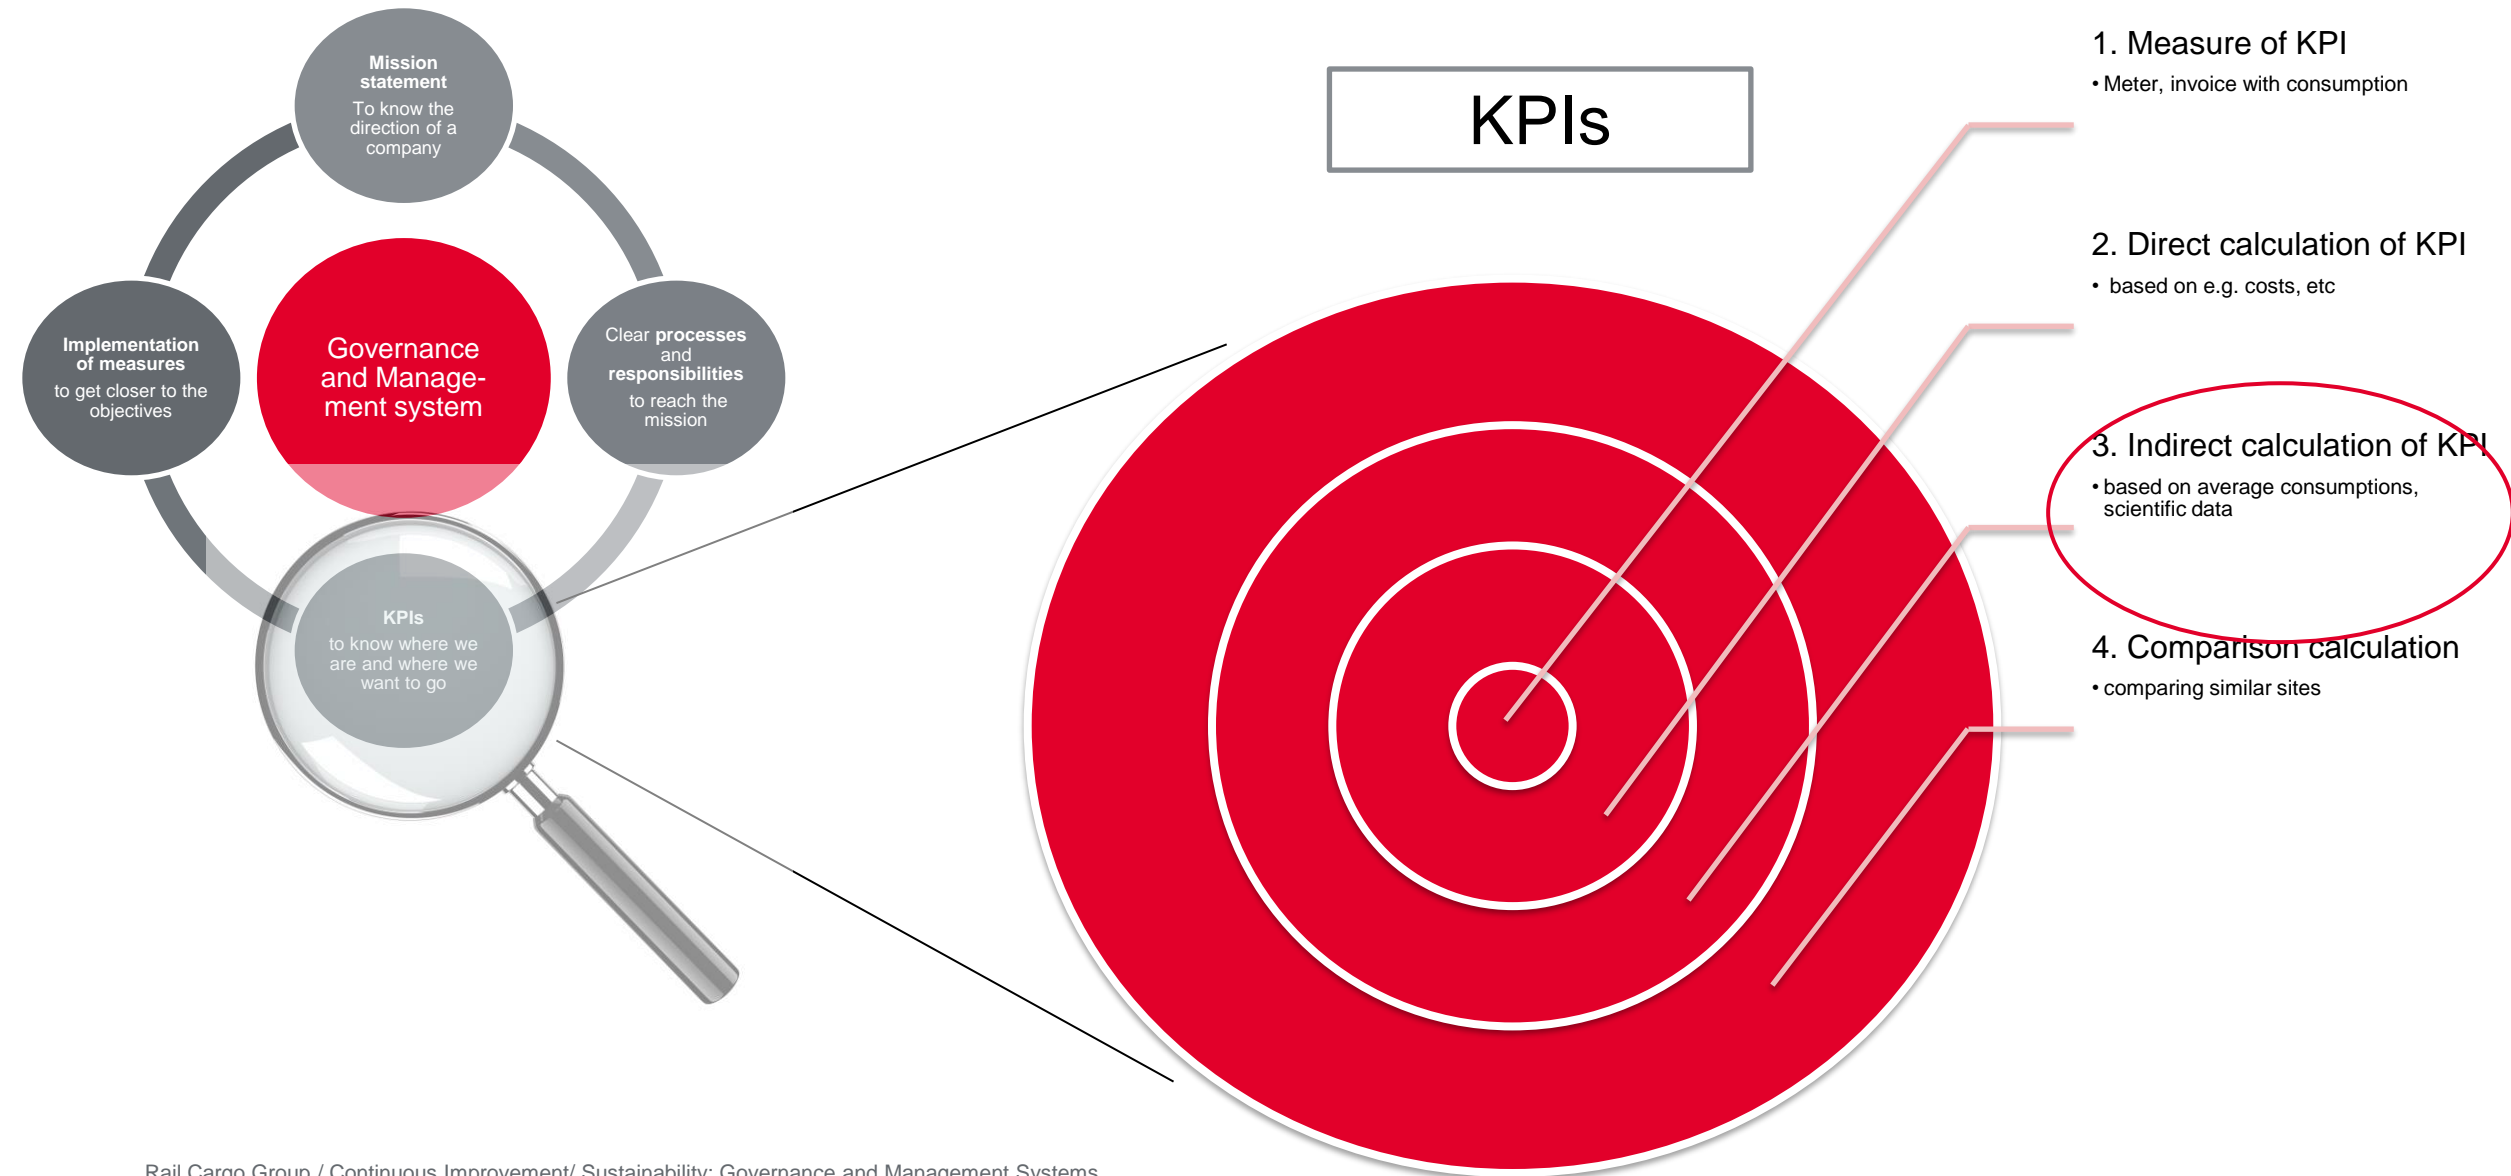 Mission
statement
To know the
direction of a
company
Governance
and Manage-
ment system
Clear processes
and
responsibilities
to reach the
mission
KPIs
to know where we
are and where we
want to go
Implementation
of measures
to get closer to the
objectives
KPIs
1. Measure of KPI
• Meter, invoice with consumption
2. Direct calculation of KPI
• based on e.g. costs, etc
3. Indirect calculation of KPI
• based on average consumptions,
scientific data
4. Comparison calculation
• comparing similar sites
Rail Cargo Group / Continuous Improvement/ Sustainability: Governance and Management Systems